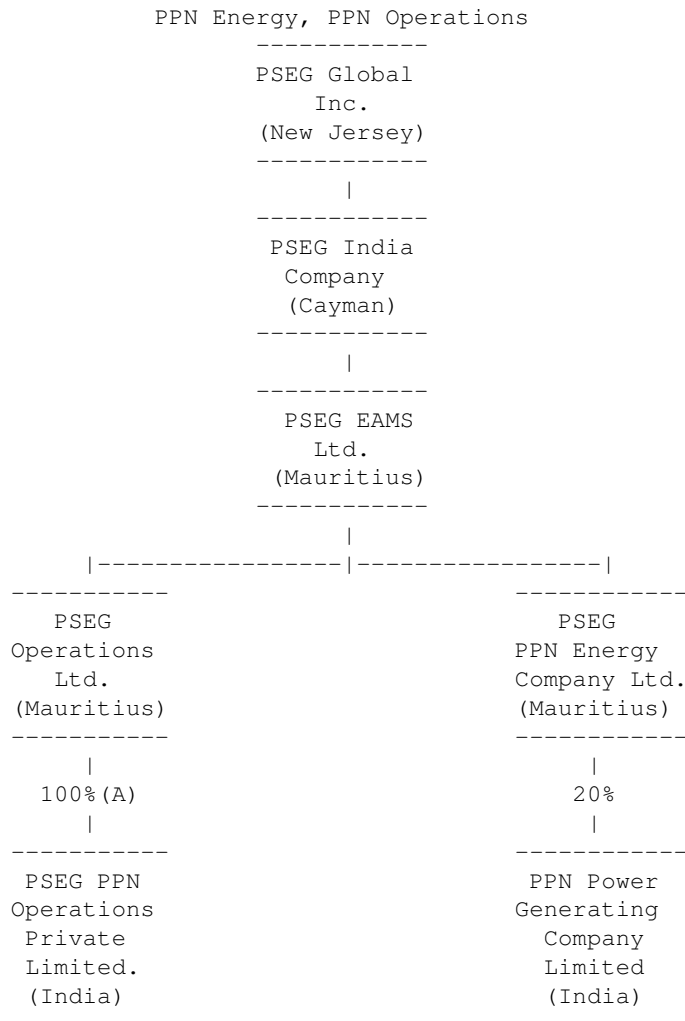 PPN Energy, PPN Operations
------------
PSEG Global
Inc.
(New Jersey)
------------
|
------------
PSEG India
Company
(Cayman)
------------
|
------------
PSEG EAMS
Ltd.
(Mauritius)
------------
|
|-----------------|-----------------|
----------- ------------
PSEG PSEG
Operations PPN Energy
Ltd. Company Ltd.
(Mauritius) (Mauritius)
----------- ------------
| |
100%(A) 20%
| |
----------- ------------
PSEG PPN PPN Power
Operations Generating
Private Company
Limited. Limited
(India) (India)